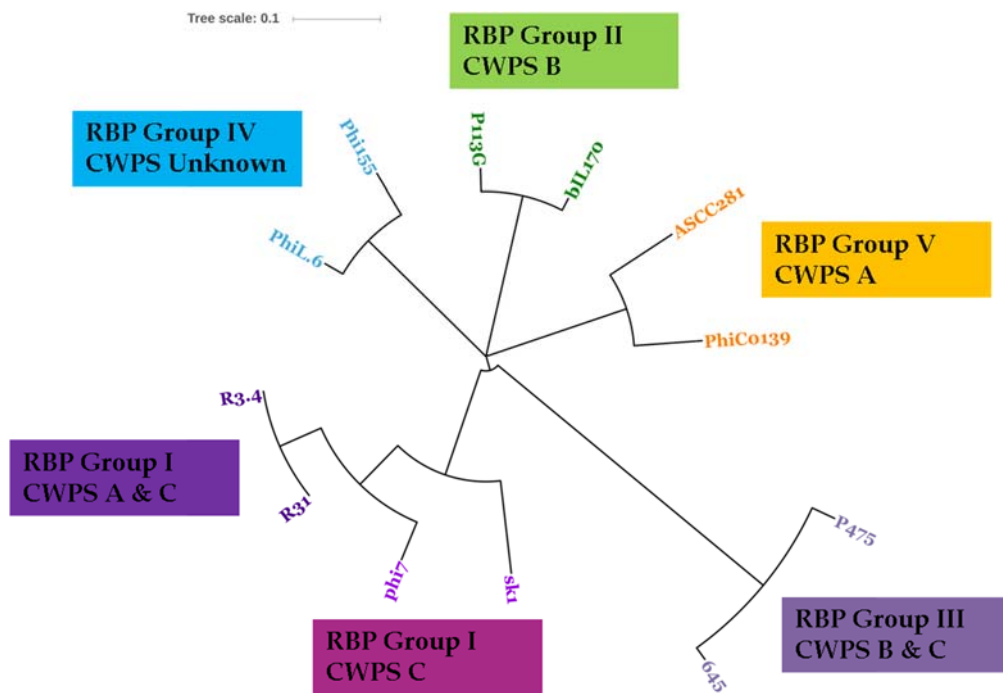 Tree scale: 0.1
RBP Group II
CWPS B
RBP Group IV
CWPS Unknown
Phi155
PhiL.6
P113G
bIL170
ASCC281
RBP Group V
CWPS A
PhiC0139
R3.4
RBP Group I
CWPS A & C
R31
phi7
sk1
RBP Group I
CWPS C
P475
RBP Group III
CWPS B & C
645